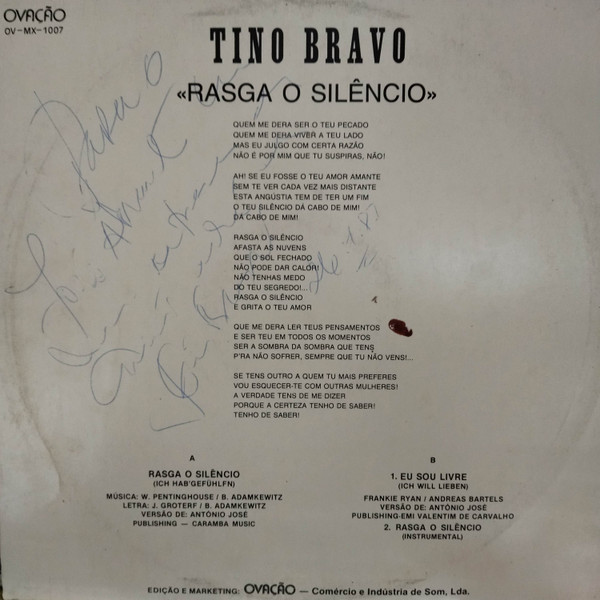 OVAÇÃO
OV-MX-1007
TINO BRAVO
«RASGA O SILÊNCIO»
QUEM ME DERA SER O TEU PECADO
QUEM ME DERA VIVER A TEU LADO
MAS EU JULGO COM CERTA RAZÃO
NÃO É POR MIM QUE TU SUSPIRAS, NÃO!
AH! SE EU FOSSE O TEU AMOR AMANTE
SEM TE VER CADA VEZ MAIS DISTANTE
ESTA ANGÚSTIA TEM DE TER UM FIM
O TEU SILÊNCIO DÁ CABO DE MIM!
DÁ CABO DE MIM!
RASGA O SILÊNCIO
AFASTA AS NUVENS
QUE O SOL FECHADO
NÃO PODE DAR CALOR!
NÃO TENHAS MEDO
DO TEU SEGREDO!...
RASGA O SILÊNCIO
E GRITA O TEU AMOR
QUE ME DERA LER TEUS PENSAMENTOS
E SER TEU EM TODOS OS MOMENTOS
SER A SOMBRA DA SOMBRA QUE TENS
P'RA NÃO SOFRER, SEMPRE QUE TU NÃO VENS!...
SE TENS OUTRO A QUEM TU MAIS PREFERES
VOU ESQUECER-TE COM OUTRAS MULHERES!
A VERDADE TENS DE ME DIZER
PORQUE A CERTEZA TENHO DE SABER!
TENHO DE SABER!
A
RASGA O SILÊNCIO
(ICH HAB'GEFÜHLFN)
MÚSICA: W. PENTINGHOUSE / B. ADAMKEWITZ
LETRA: J. GROTERF / B. ADAMKEWITZ
VERSÃO DE: ANTÓNIO JOSÉ
PUBLISHING — CARAMBA MUSIC
B
1. EU SOU LIVRE
(ICH WILL LIEBEN)
FRANKIE RYAN / ANDREAS BARTELS
VERSÃO DE: ANTÓNIO JOSÉ
PUBLISHING-EMI VALENTIM DE CARVALHO
2. RASGA O SILÊNCIO
(INSTRUMENTAL)
EDIÇÃO E MARKETING: OVAÇÃO — Comércio e Indústria de Som, Lda.